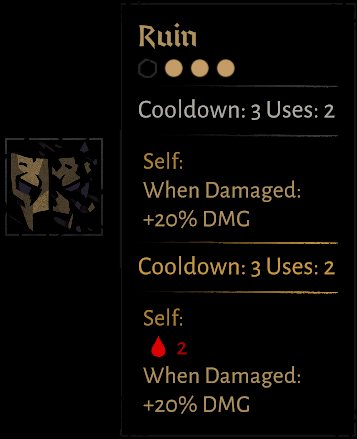 Ruin
Cooldown: 3 Uses: 2
Self:
When Damaged:
+20% DMG
Cooldown: 3 Uses: 2
Self:
2
When Damaged:
+20% DMG